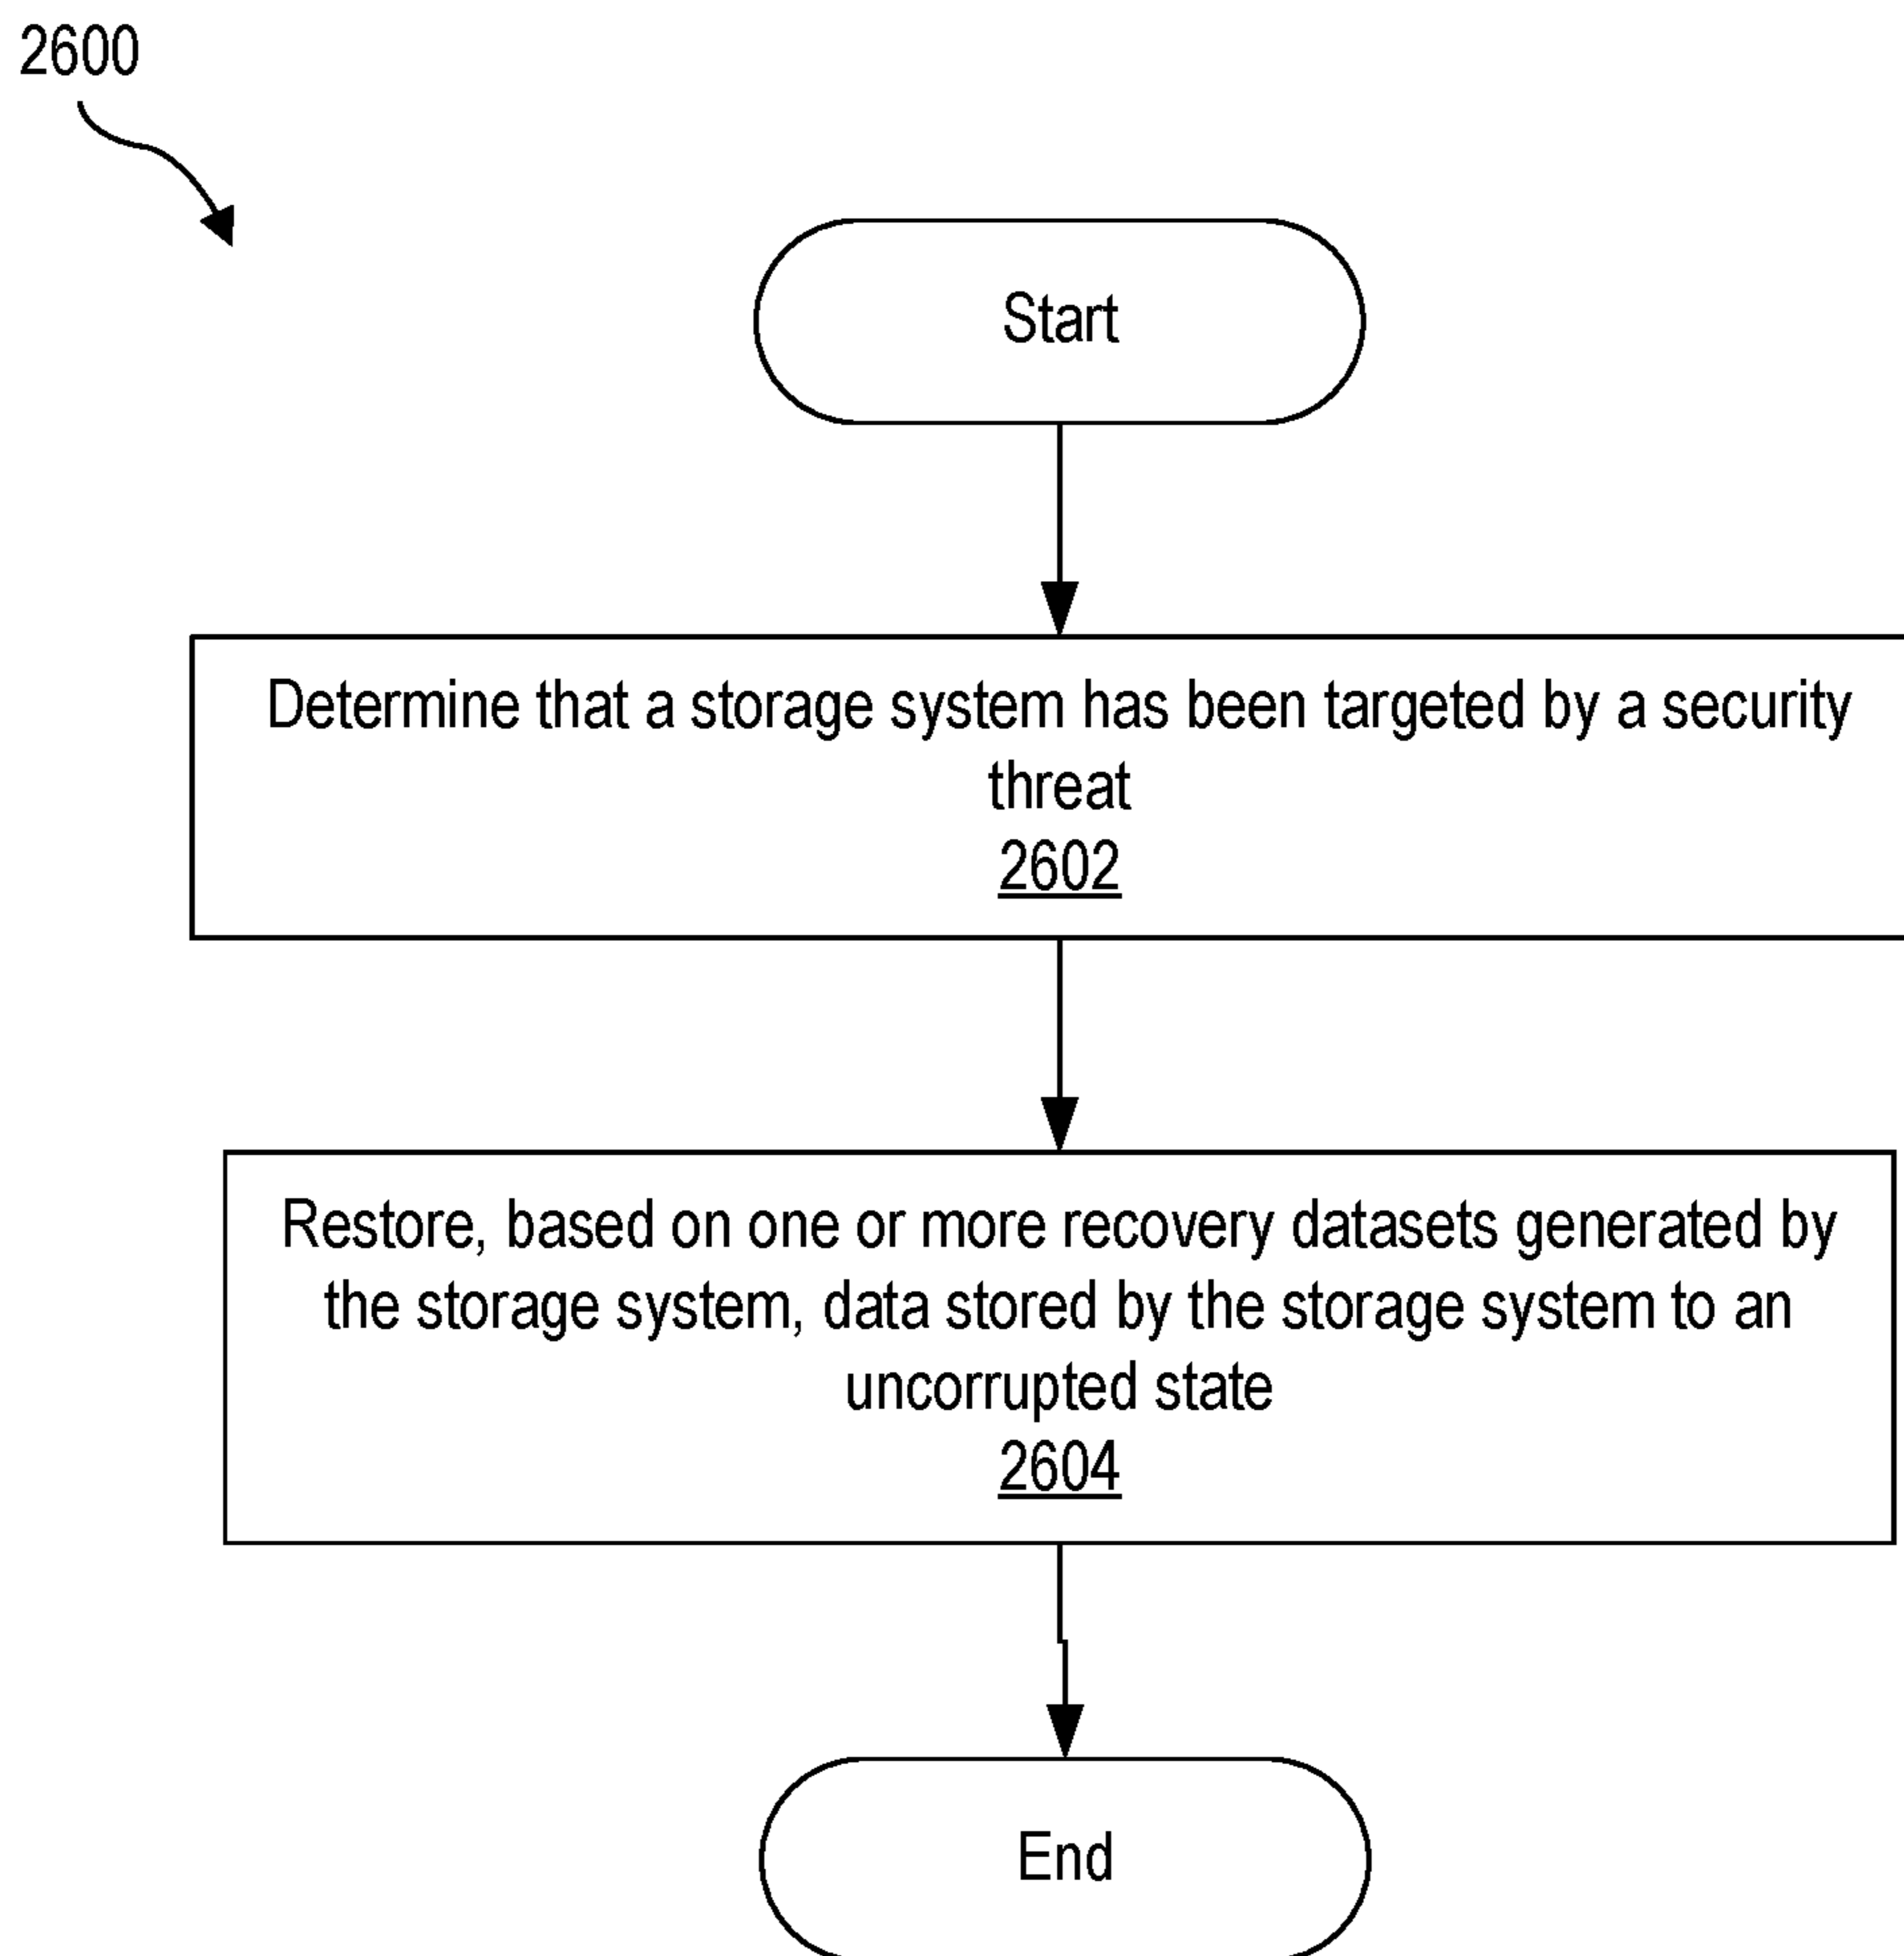 2600
Start
Determine that a storage system has been targeted by a security
threat
2602
Restore, based on one or more recovery datasets generated by
the storage system, data stored by the storage system to an
uncorrupted state
2604
End